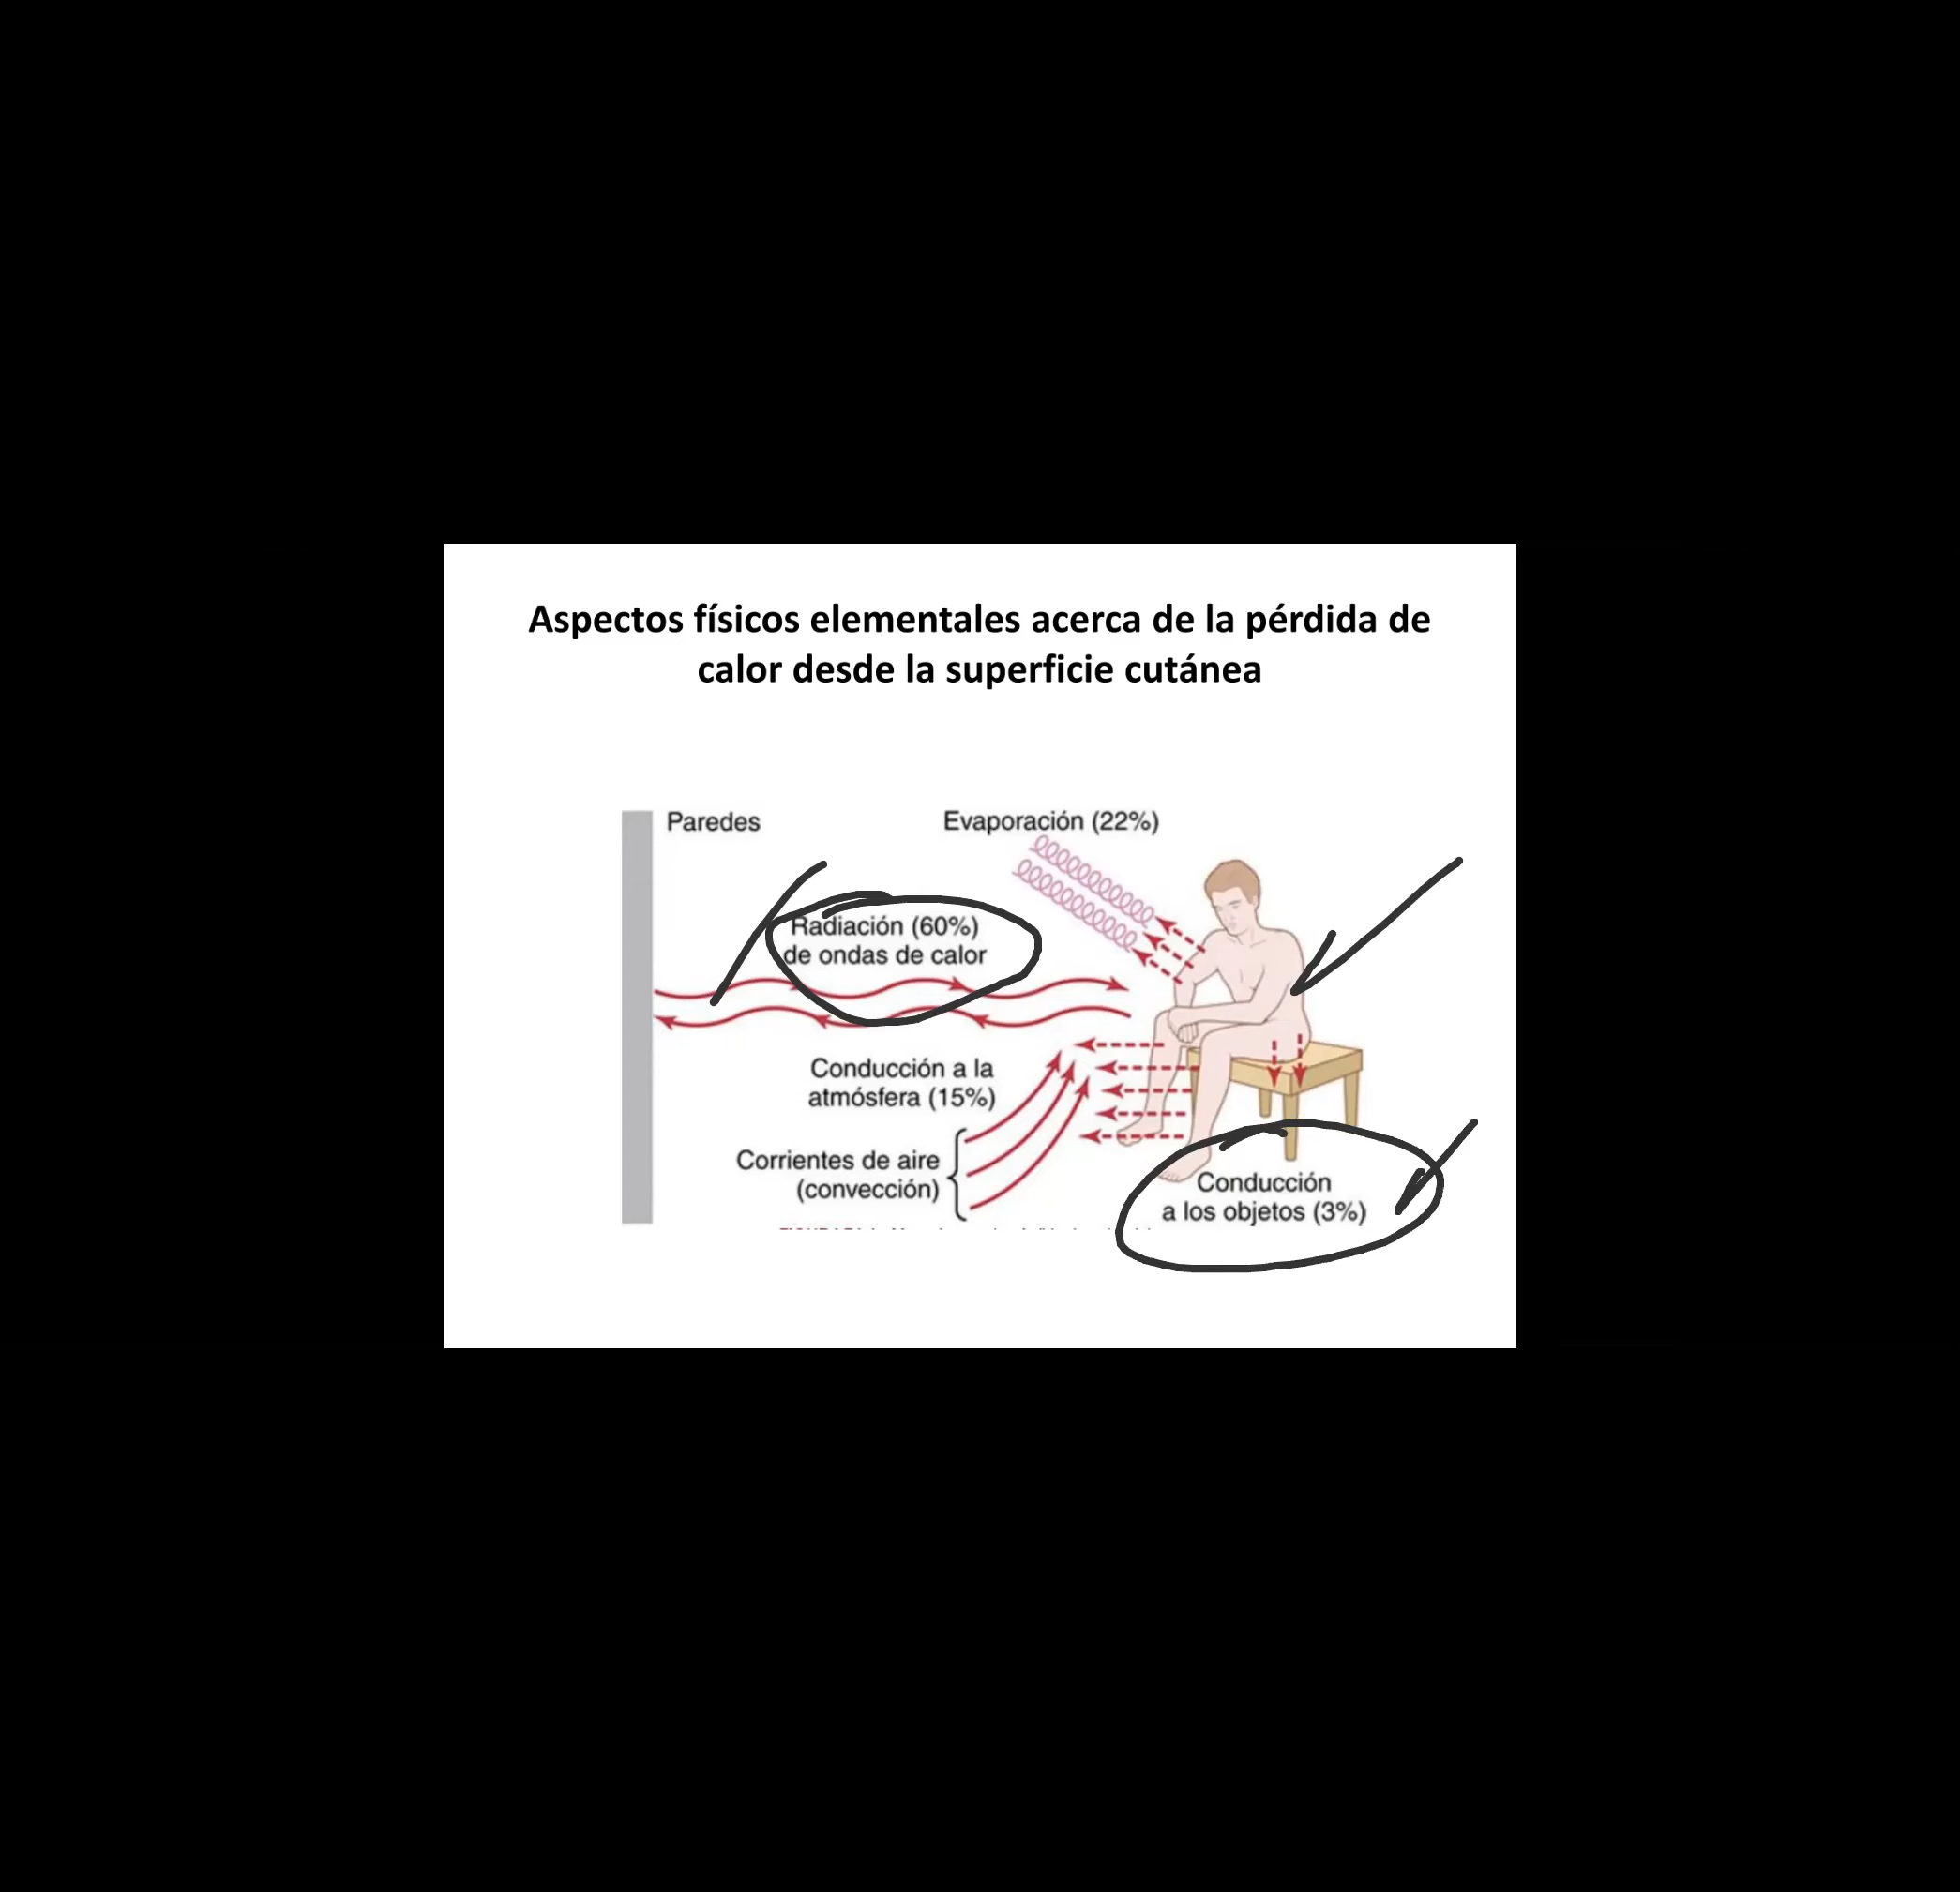 Aspectos físicos elementales acerca de la pérdida de
calor desde la superficie cutánea
Paredes
Evaporación (22%)
Radiación (60%)
de ondas de calor
Conducción a la
atmósfera (15%)
Corrientes de aire
(convección)
Conducción
a los objetos (3%)